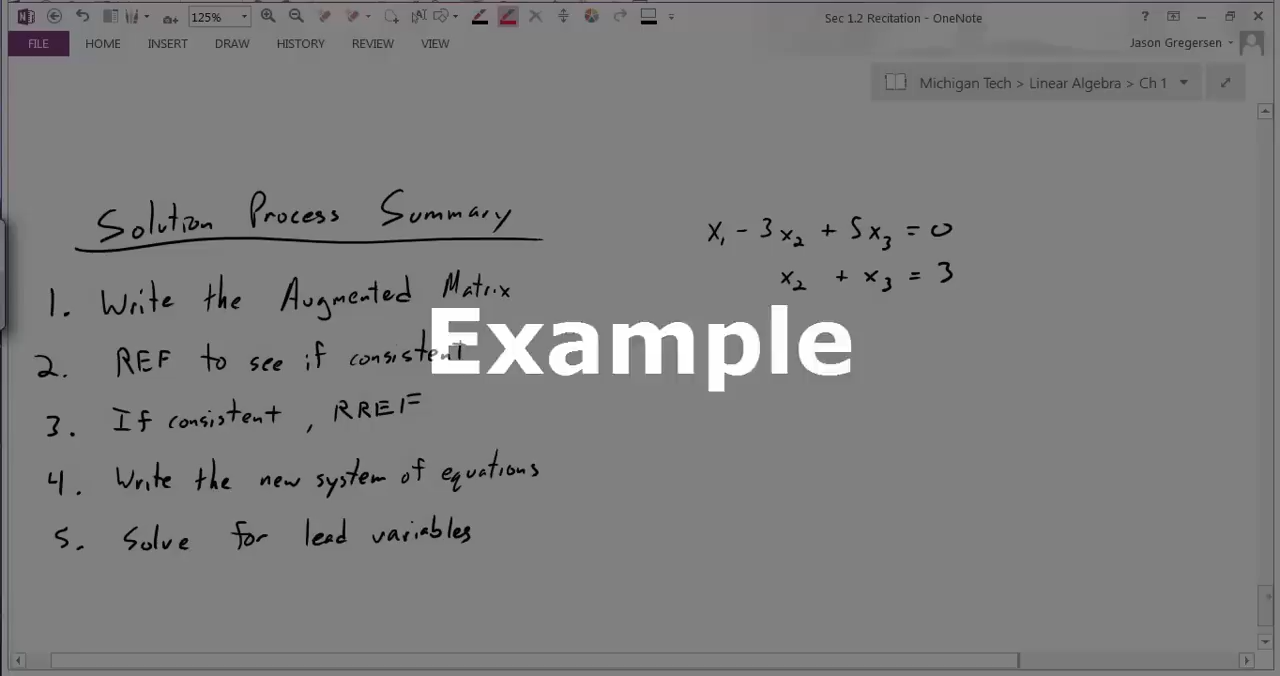 125%
Sec 1.2 Recitation - OneNote
?
FILE HOME INSERT DRAW HISTORY REVIEW VIEW
Jason Gregersen
Michigan Tech > Linear Algebra > Ch 1
Solution Process Summary
1. Write the Augmented Matrix
2. REF to see if consistent
3. If consistent, RREF
4. Write the new system of equations
5. Solve for lead variables
x₁ - 3x₂ + 5x₃ = 0
x₂ + x₃ = 3
Example